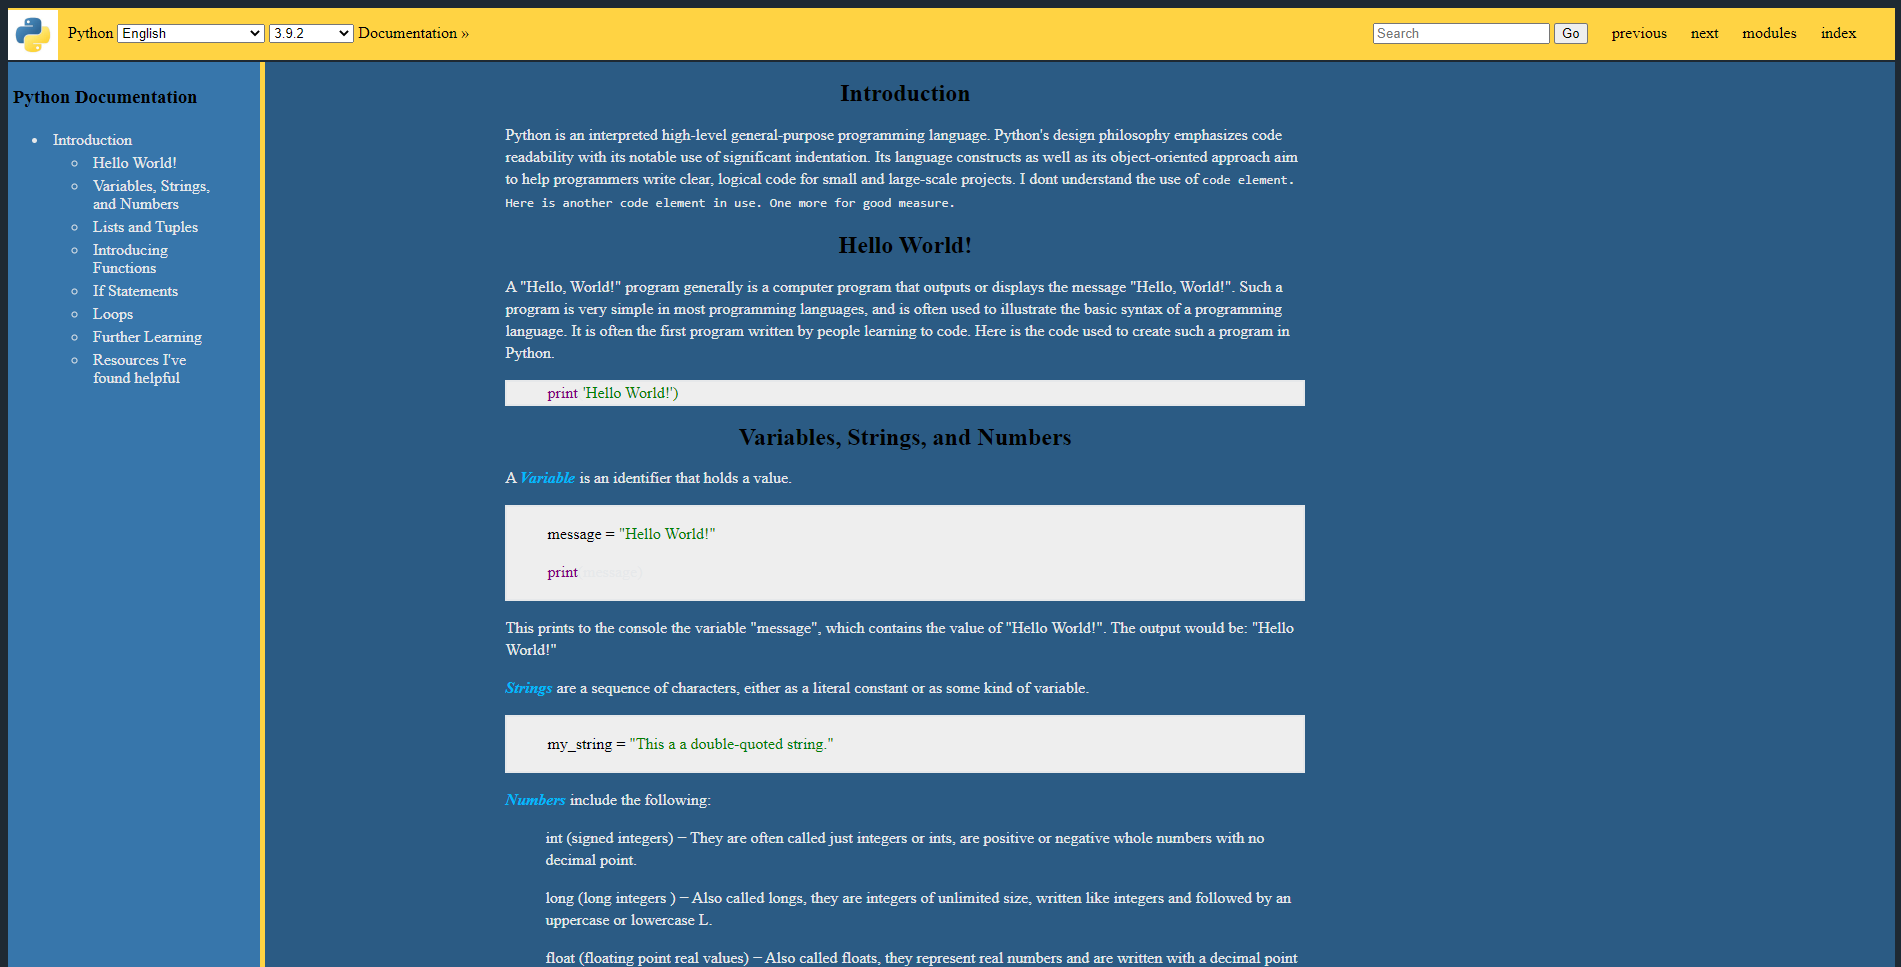 Python English 3.9.2 Documentation » Search Go previous next modules index
Python Documentation
Introduction
Hello World!
Variables, Strings,
and Numbers
Lists and Tuples
Introducing
Functions
If Statements
Loops
Further Learning
Resources I've
found helpful
Introduction
Python is an interpreted high-level general-purpose programming language. Python's design philosophy emphasizes code
readability with its notable use of significant indentation. Its language constructs as well as its object-oriented approach aim
to help programmers write clear, logical code for small and large-scale projects. I dont understand the use of code element.
Here is another code element in use. One more for good measure.
Hello World!
A "Hello, World!" program generally is a computer program that outputs or displays the message "Hello, World!". Such a
program is very simple in most programming languages, and is often used to illustrate the basic syntax of a programming
language. It is often the first program written by people learning to code. Here is the code used to create such a program in
Python.
print 'Hello World!')
Variables, Strings, and Numbers
A Variable is an identifier that holds a value.
message = "Hello World!"
print message)
This prints to the console the variable "message", which contains the value of "Hello World!". The output would be: "Hello
World!"
Strings are a sequence of characters, either as a literal constant or as some kind of variable.
my_string = "This a a double-quoted string."
Numbers include the following:
int (signed integers) − They are often called just integers or ints, are positive or negative whole numbers with no
decimal point.
long (long integers ) − Also called longs, they are integers of unlimited size, written like integers and followed by an
uppercase or lowercase L.
float (floating point real values) − Also called floats, they represent real numbers and are written with a decimal point